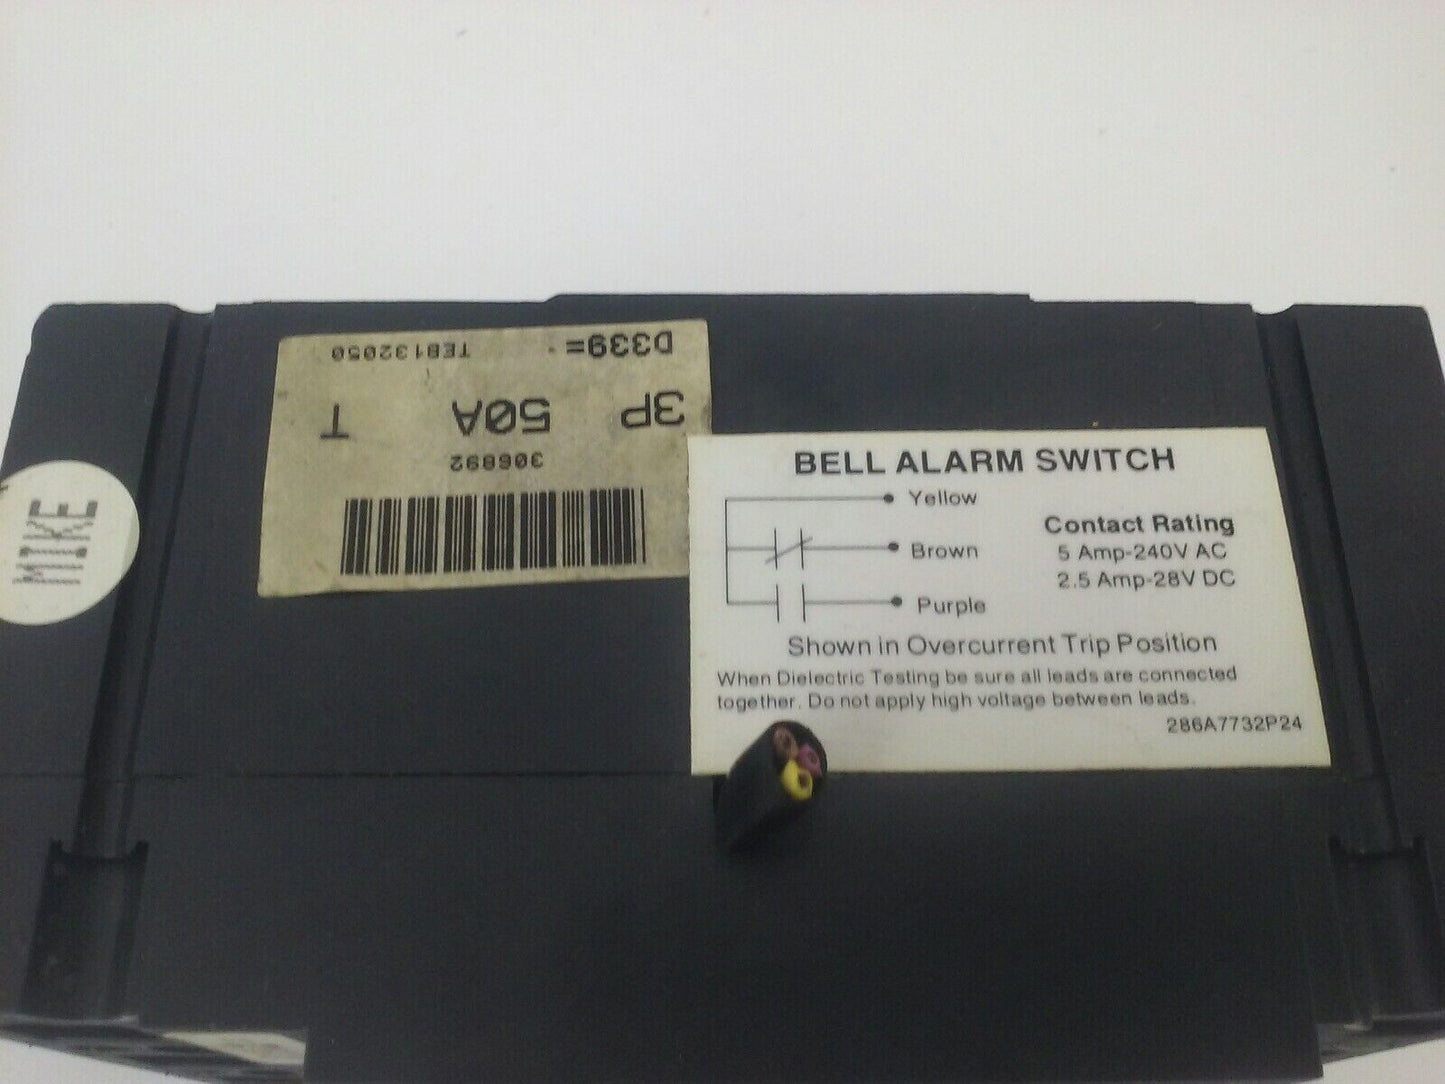 D339= TEB132050
3P 50A T
306892
MIKE
BELL ALARM SWITCH
Yellow
Contact Rating
Brown 5 Amp-240V AC
2.5 Amp-28V DC
Purple
Shown in Overcurrent Trip Position
When Dielectric Testing be sure all leads are connected
together. Do not apply high voltage between leads.
286A7732P24